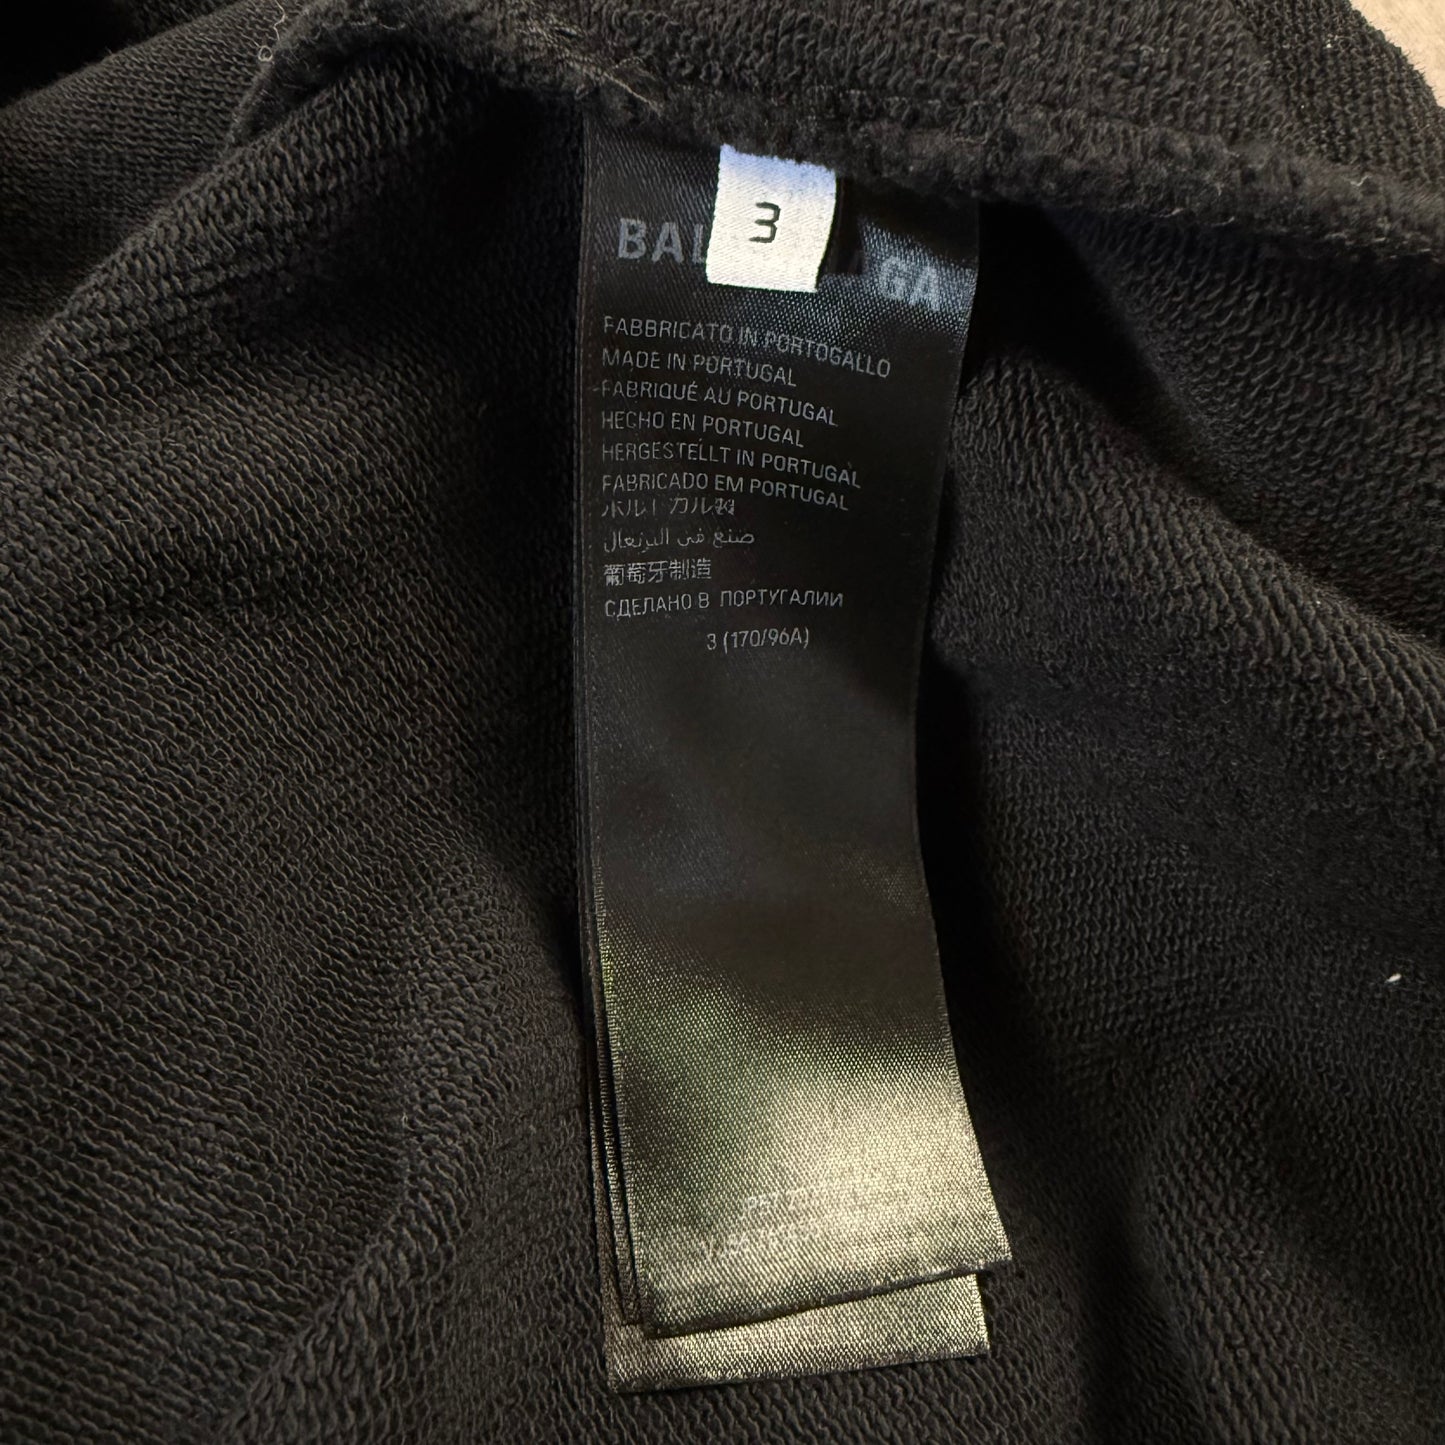 3
BAL GA
FABBRICATO IN PORTOGALLO
MADE IN PORTUGAL
FABRIQUÉ AU PORTUGAL
HECHO EN PORTUGAL
HERGESTELLT IN PORTUGAL
FABRICADO EM PORTUGAL
ポルトガル製
صنع في البرتغال
葡萄牙制造
СДЕЛАНО В ПОРТУГАЛИИ
3 (170/96A)